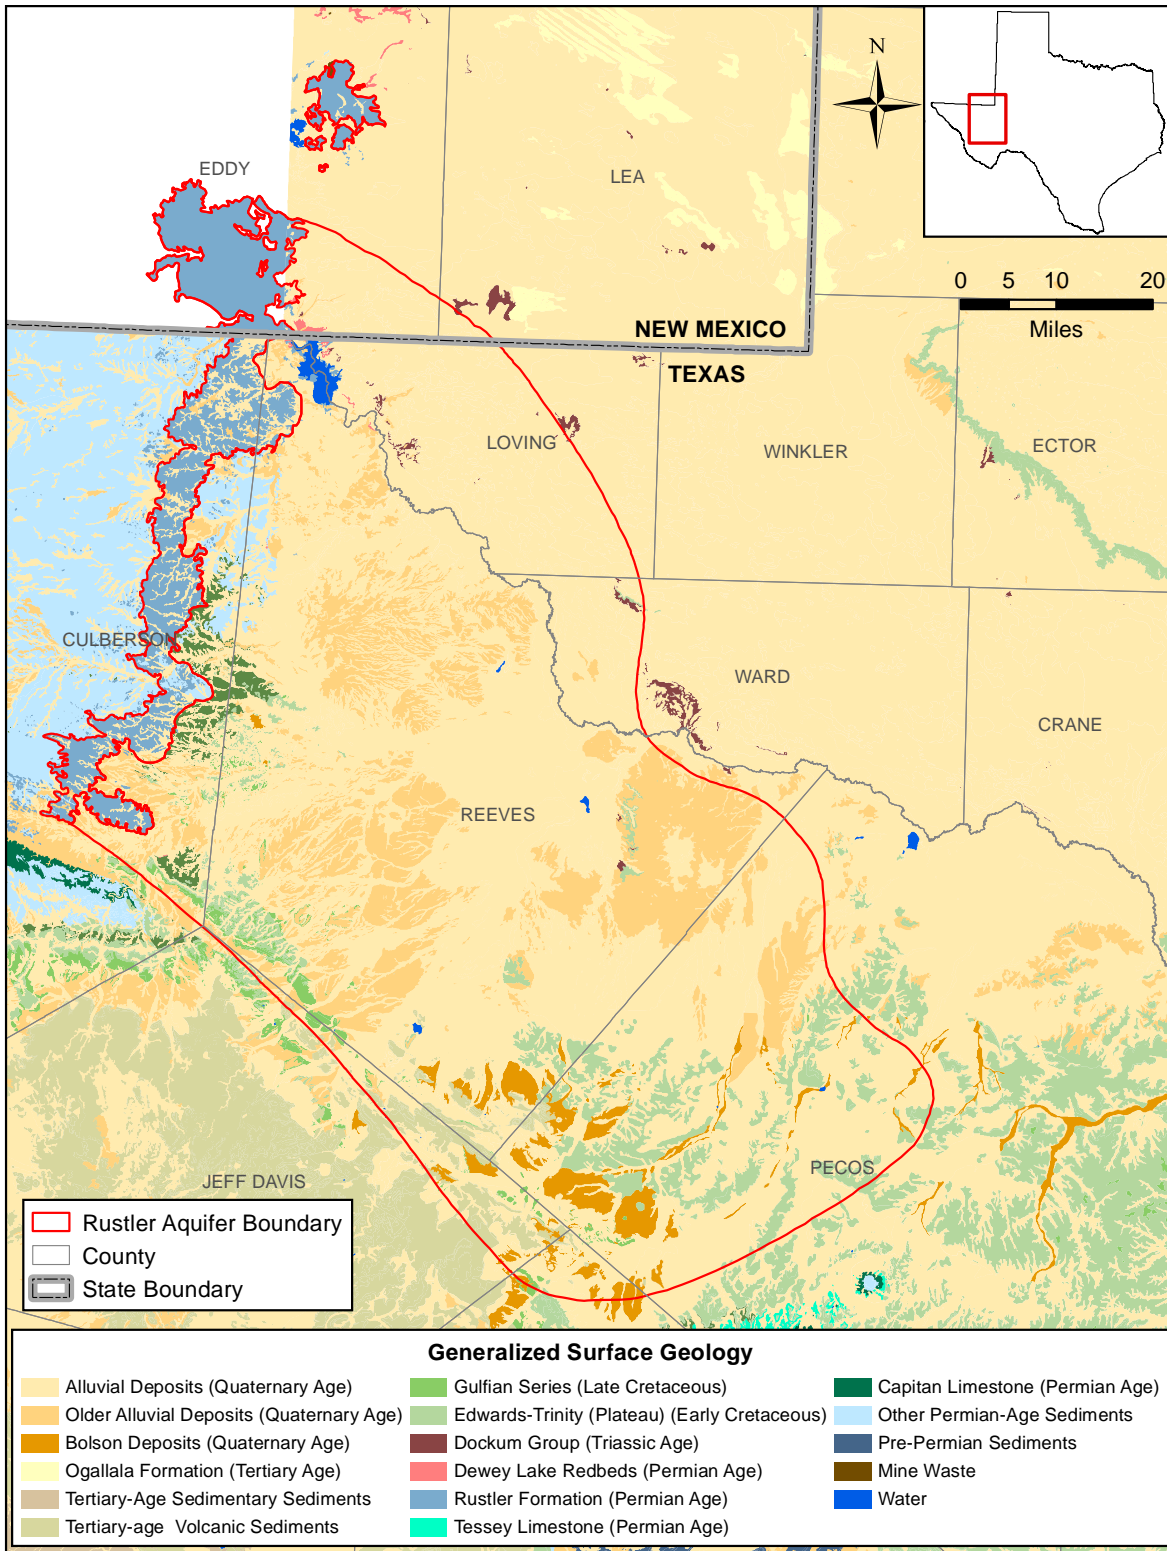 N
EDDY
LEA
0 5 10 20
Miles
NEW MEXICO
TEXAS
LOVING
WINKLER
ECTOR
CULBERSON
WARD
CRANE
REEVES
PECOS
JEFF DAVIS
Rustler Aquifer Boundary
County
State Boundary
Generalized Surface Geology
Alluvial Deposits (Quaternary Age)
Older Alluvial Deposits (Quaternary Age)
Bolson Deposits (Quaternary Age)
Ogallala Formation (Tertiary Age)
Tertiary-Age Sedimentary Sediments
Tertiary-age Volcanic Sediments
Gulfian Series (Late Cretaceous)
Edwards-Trinity (Plateau) (Early Cretaceous)
Dockum Group (Triassic Age)
Dewey Lake Redbeds (Permian Age)
Rustler Formation (Permian Age)
Tessey Limestone (Permian Age)
Capitan Limestone (Permian Age)
Other Permian-Age Sediments
Pre-Permian Sediments
Mine Waste
Water